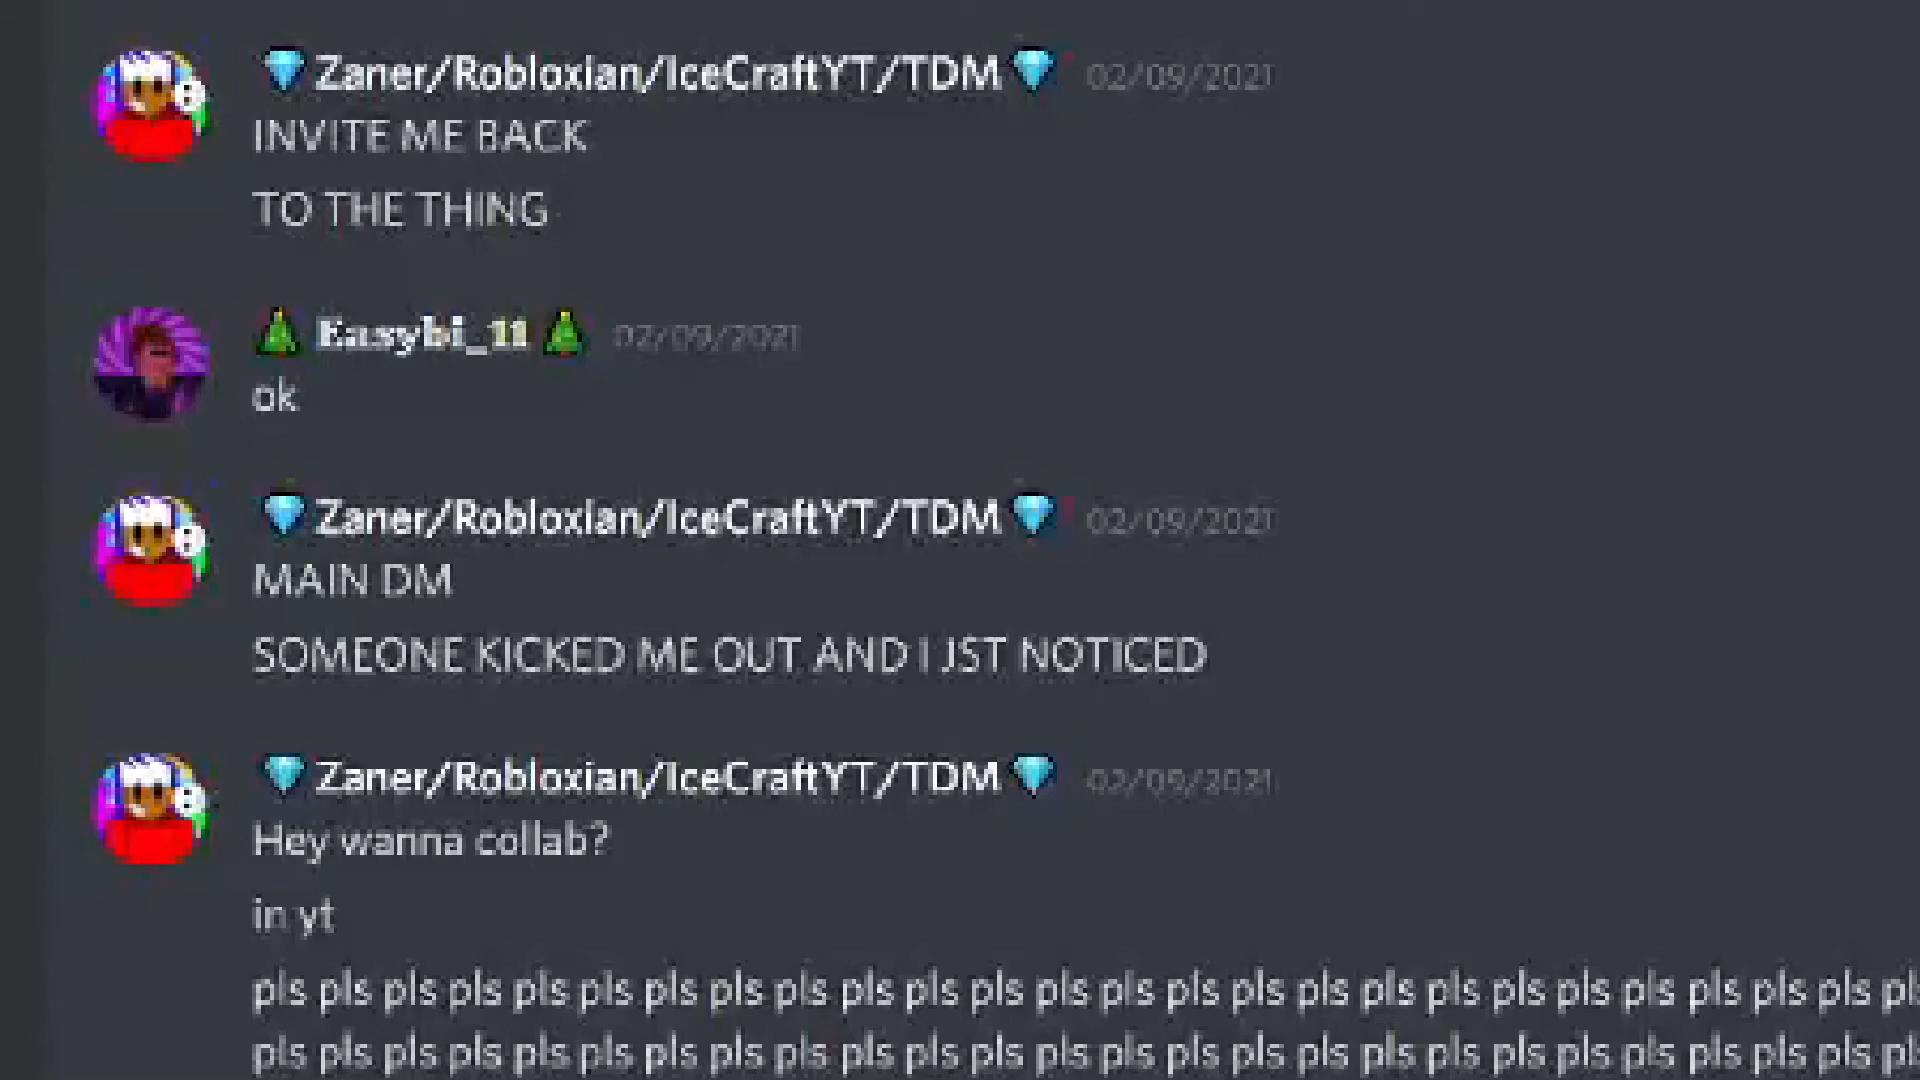 💎Zaner/Robloxian/IceCraftYT/TDM💎 02/09/2021
INVITE ME BACK
TO THE THING
🎄Easybi_11🎄 02/09/2021
ok
💎Zaner/Robloxian/IceCraftYT/TDM💎 02/09/2021
MAIN DM
SOMEONE KICKED ME OUT AND I JST NOTICED
💎Zaner/Robloxian/IceCraftYT/TDM💎 02/09/2021
Hey wanna collab?
in yt
pls pls pls pls pls pls pls pls pls pls pls pls pls pls pls pls pls pls pls pls pls pls pls pls pls pl
pls pls pls pls pls pls pls pls pls pls pls pls pls pls pls pls pls pls pls pls pls pls pls pls pls pl